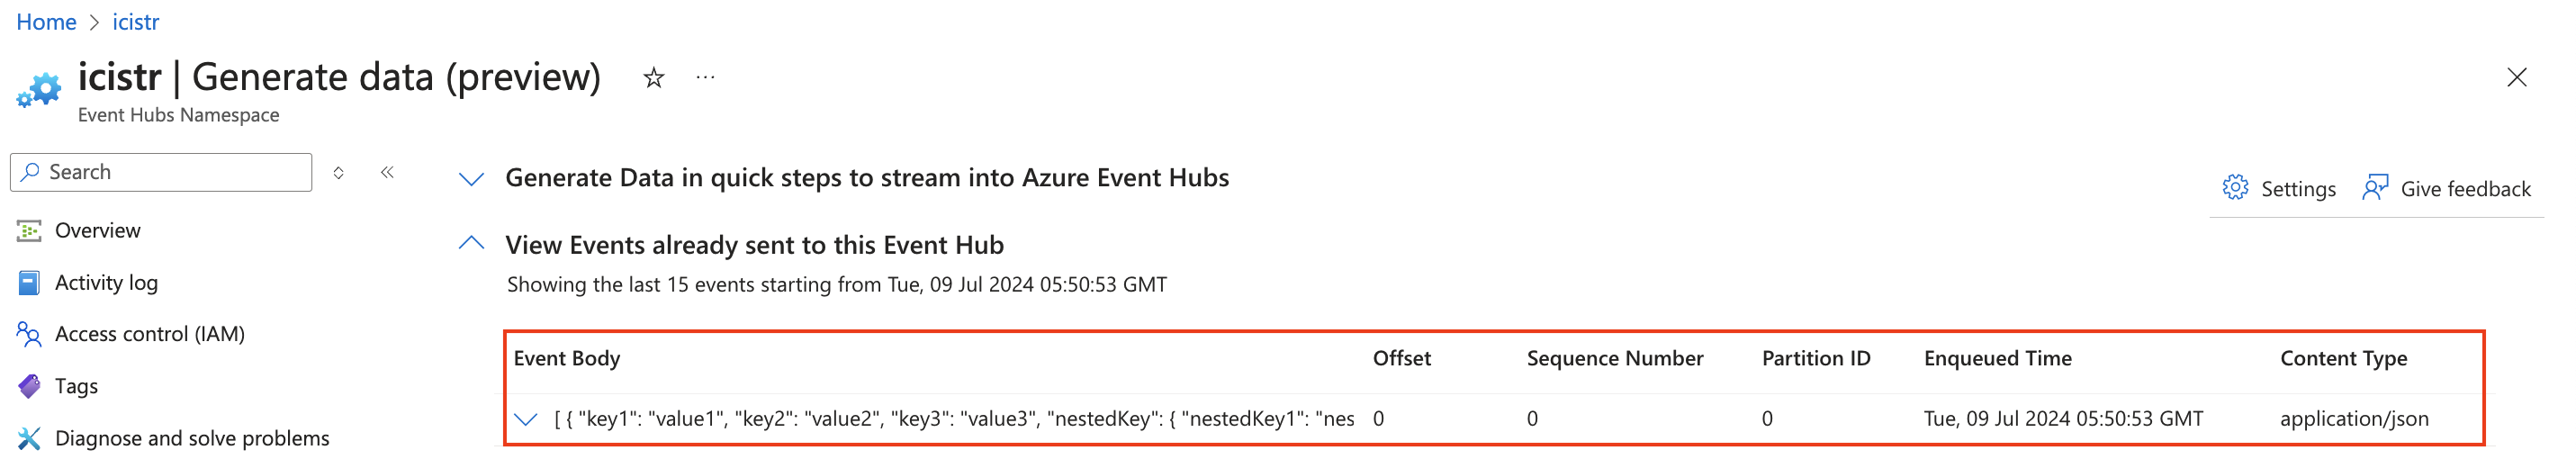 Home > icistr
icistr | Generate data (preview) ☆ ...
Event Hubs Namespace
Search
Overview
Activity log
Access control (IAM)
Tags
Diagnose and solve problems
Generate Data in quick steps to stream into Azure Event Hubs
Settings Give feedback
View Events already sent to this Event Hub
Showing the last 15 events starting from Tue, 09 Jul 2024 05:50:53 GMT
Event Body Offset Sequence Number Partition ID Enqueued Time Content Type
[ { "key1": "value1", "key2": "value2", "key3": "value3", "nestedKey": { "nestedKey1": "nes 0 0 0 Tue, 09 Jul 2024 05:50:53 GMT application/json